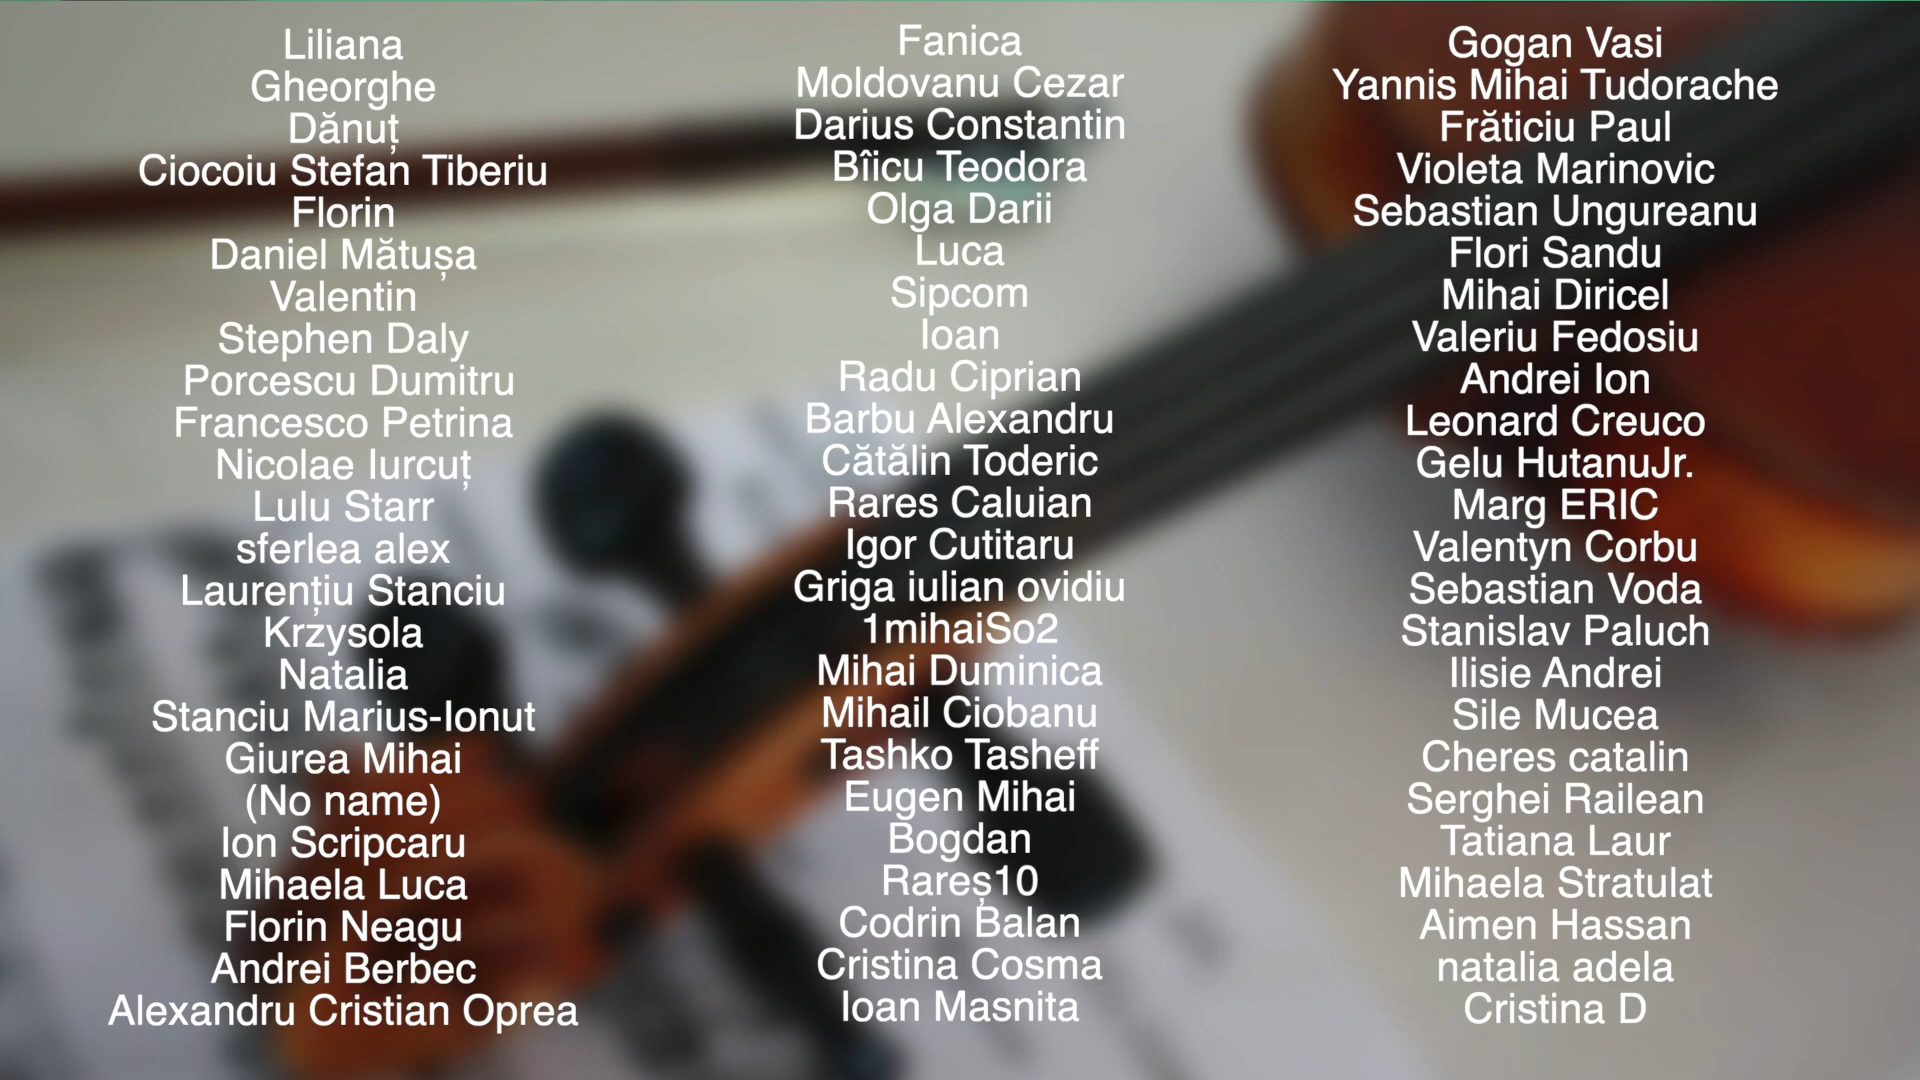 Liliana
Gheorghe
Dănuț
Ciocoiu Stefan Tiberiu
Florin
Daniel Mătușa
Valentin
Stephen Daly
Porcescu Dumitru
Francesco Petrina
Nicolae Iurcuț
Lulu Starr
sferlea alex
Laurențiu Stanciu
Krzysola
Natalia
Stanciu Marius-Ionut
Giurea Mihai
(No name)
Ion Scripcaru
Mihaela Luca
Florin Neagu
Andrei Berbec
Alexandru Cristian Oprea
Fanica
Moldovanu Cezar
Darius Constantin
Bîicu Teodora
Olga Darii
Luca
Sipcom
Ioan
Radu Ciprian
Barbu Alexandru
Cătălin Toderic
Rares Caluian
Igor Cutitaru
Griga iulian ovidiu
1mihaiSo2
Mihai Duminica
Mihail Ciobanu
Tashko Tasheff
Eugen Mihai
Bogdan
Rareș10
Codrin Balan
Cristina Cosma
Ioan Masnita
Gogan Vasi
Yannis Mihai Tudorache
Frăticiu Paul
Violeta Marinovic
Sebastian Ungureanu
Flori Sandu
Mihai Diricel
Valeriu Fedosiu
Andrei Ion
Leonard Creuco
Gelu HutanuJr.
Marg ERIC
Valentyn Corbu
Sebastian Voda
Stanislav Paluch
Ilisie Andrei
Sile Mucea
Cheres catalin
Serghei Railean
Tatiana Laur
Mihaela Stratulat
Aimen Hassan
natalia adela
Cristina D